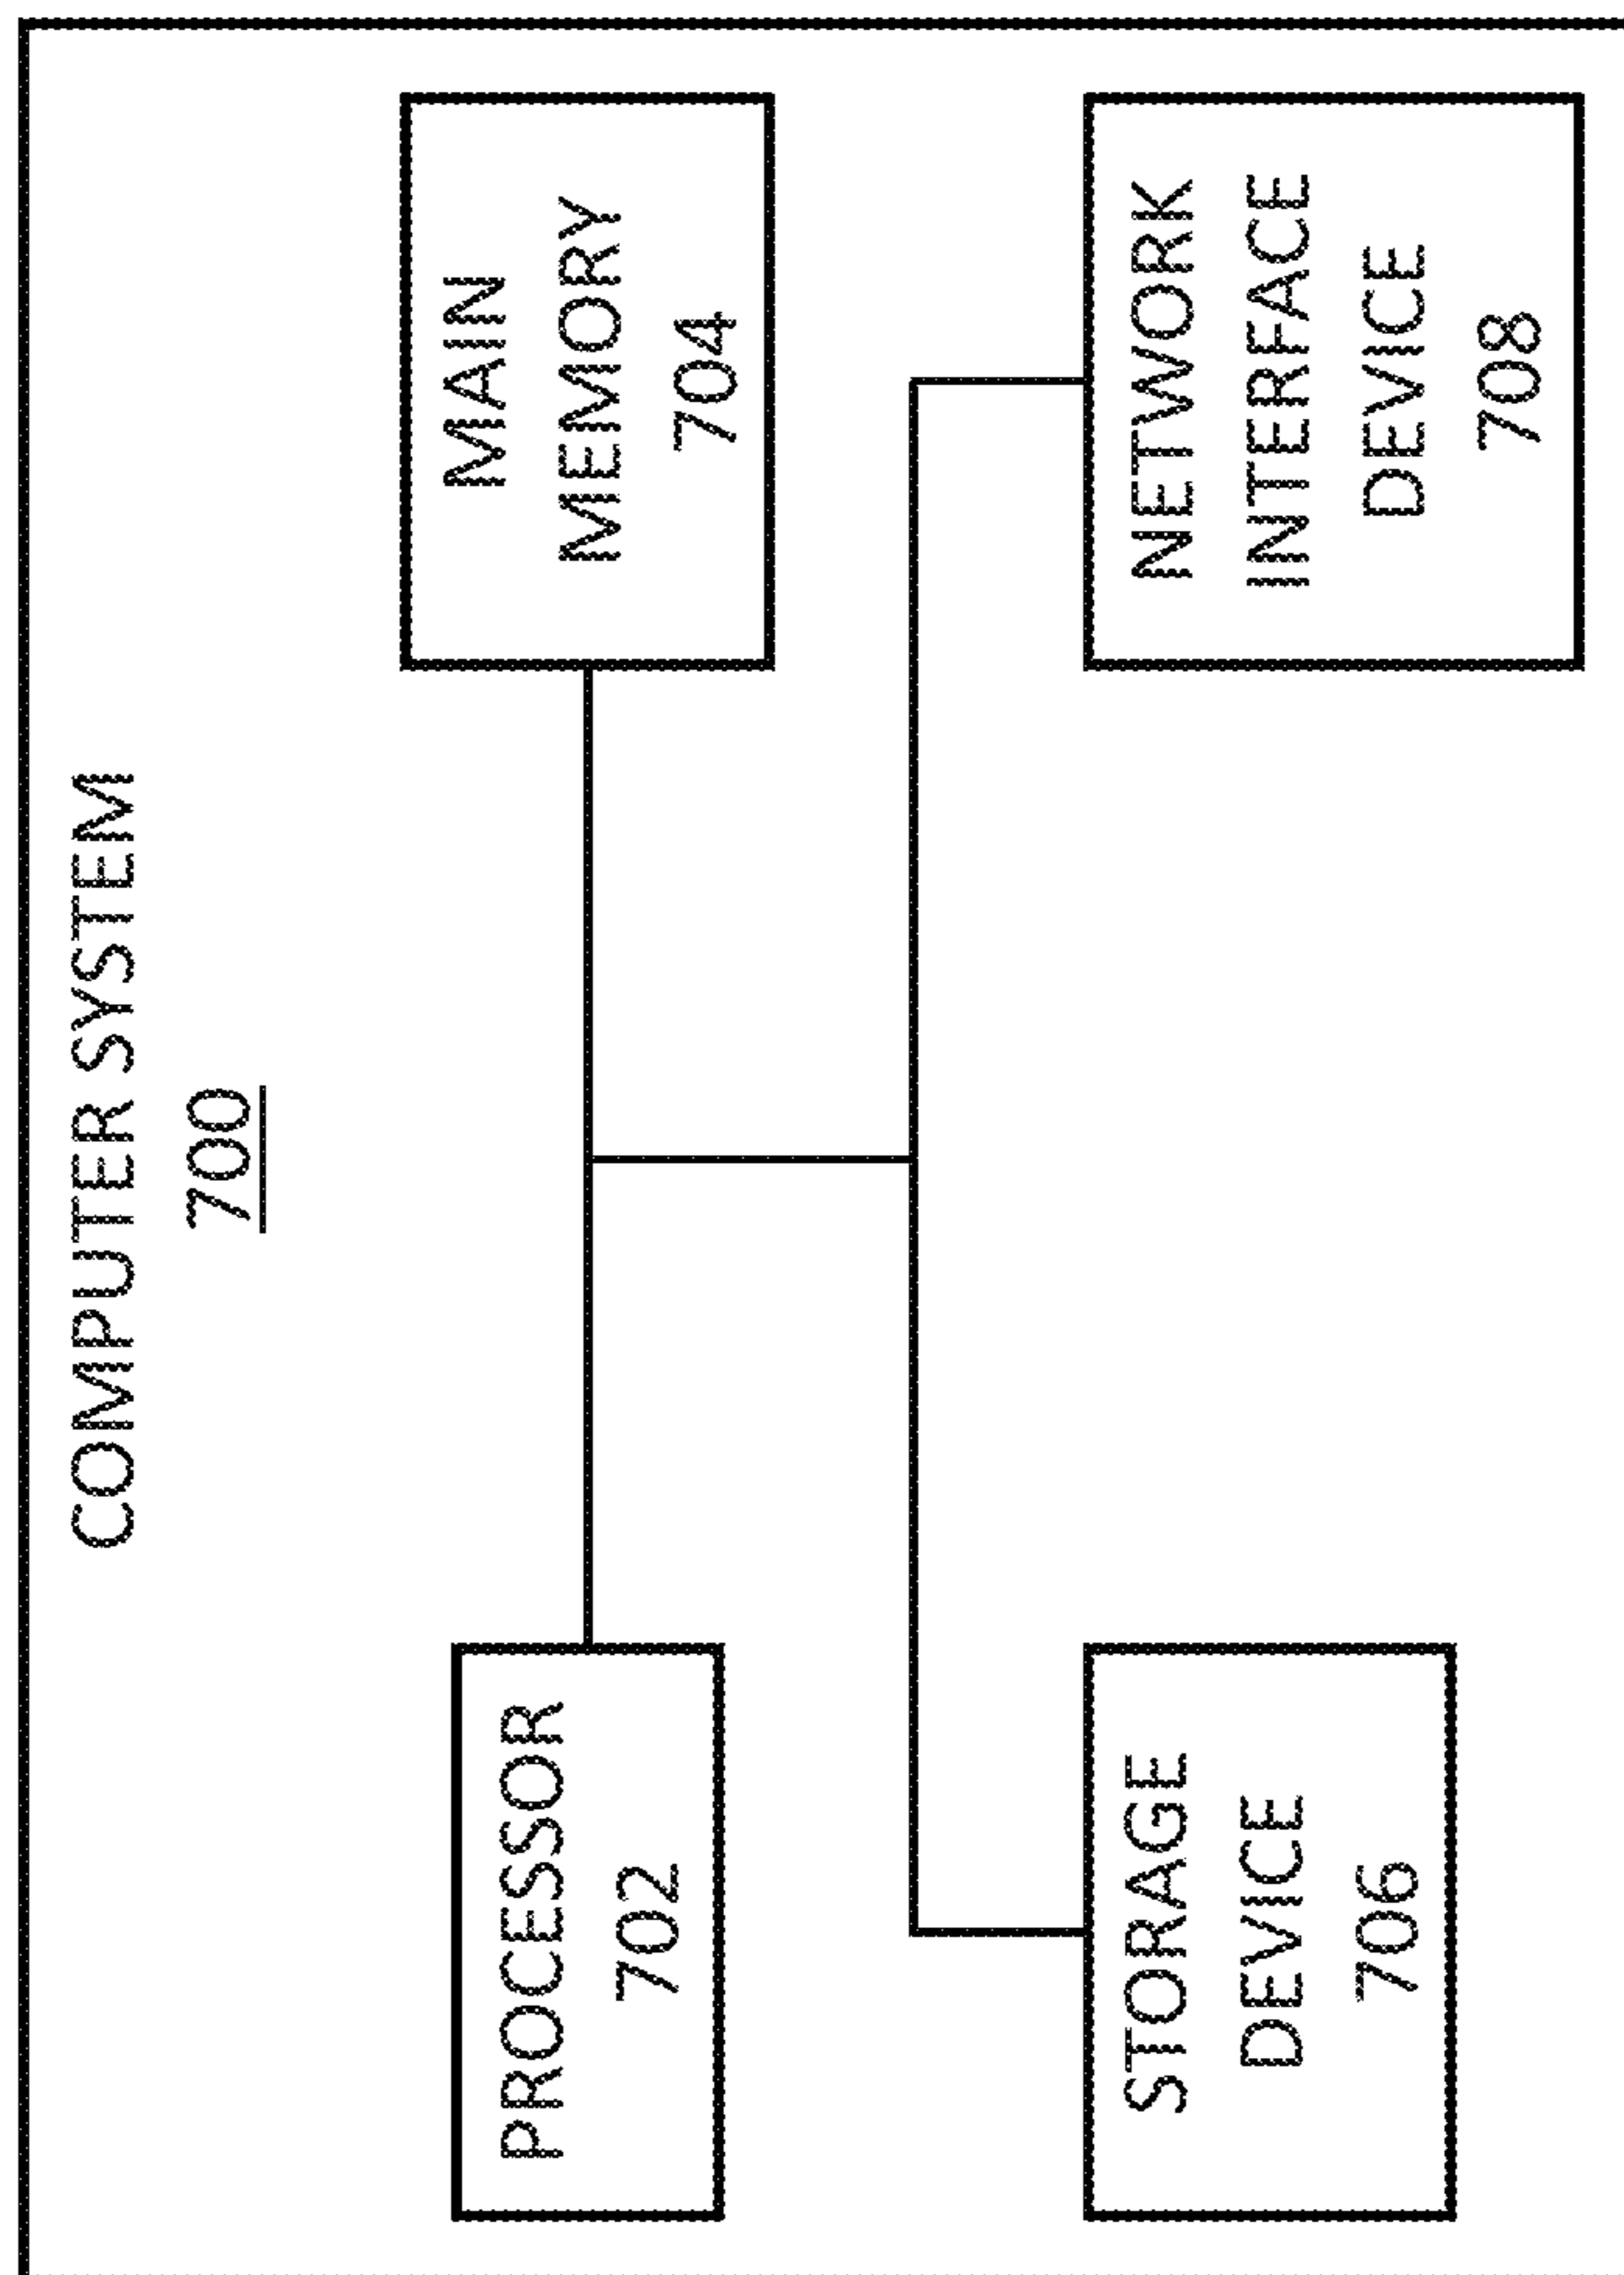 COMPUTER SYSTEM
700
PROCESSOR
702
MAIN
MEMORY
704
STORAGE
DEVICE
706
NETWORK
INTERFACE
DEVICE
708